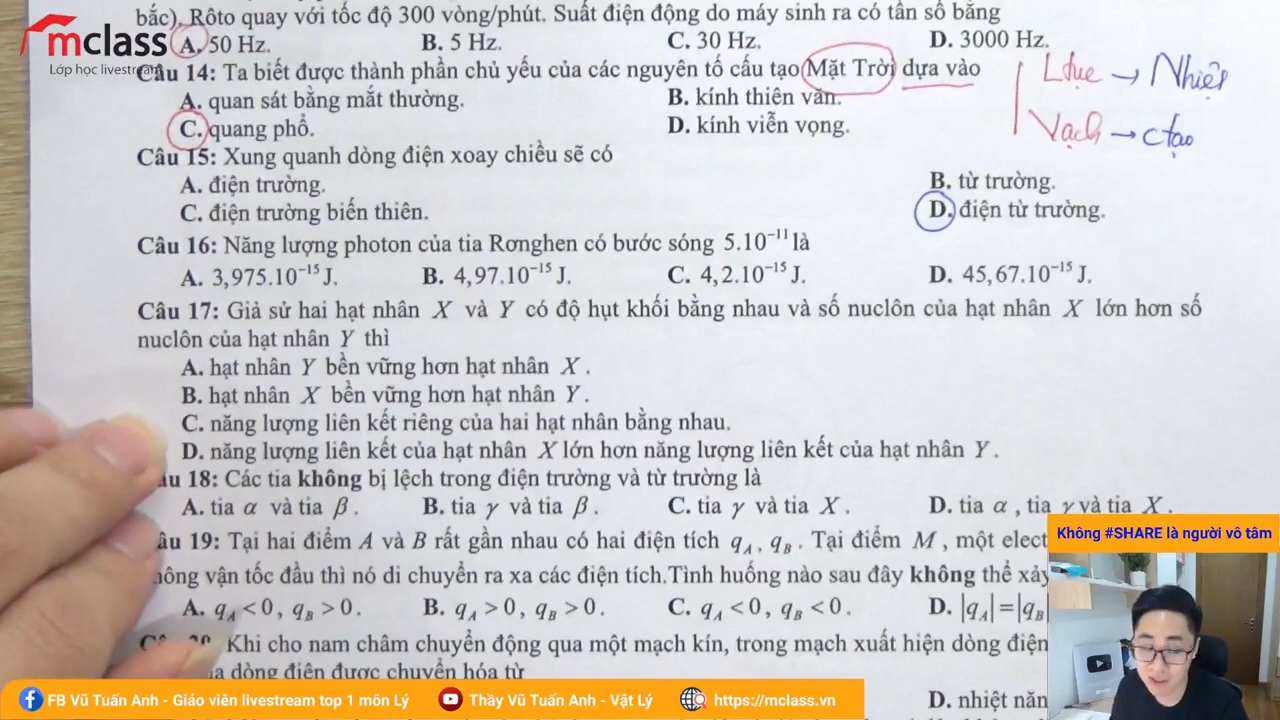 bắc). Rôto quay với tốc độ 300 vòng/phút. Suất điện động do máy sinh ra có tần số bằng
mclass
Lớp học livestream
A. 50 Hz. B. 5 Hz. C. 30 Hz. D. 3000 Hz.
Câu 14: Ta biết được thành phần chủ yếu của các nguyên tố cấu tạo Mặt Trời dựa vào
A. quan sát bằng mắt thường. B. kính thiên văn.
C. quang phổ. D. kính viễn vọng.
Ltục → Nhiệt
Vạch → ctạo
Câu 15: Xung quanh dòng điện xoay chiều sẽ có
A. điện trường. B. từ trường.
C. điện trường biến thiên. D. điện từ trường.
Câu 16: Năng lượng photon của tia Rơnghen có bước sóng 5.10⁻¹¹ là
A. 3,975.10⁻¹⁵ J. B. 4,97.10⁻¹⁵ J. C. 4,2.10⁻¹⁵ J. D. 45,67.10⁻¹⁵ J.
Câu 17: Giả sử hai hạt nhân X và Y có độ hụt khối bằng nhau và số nuclôn của hạt nhân X lớn hơn số
nuclôn của hạt nhân Y thì
A. hạt nhân Y bền vững hơn hạt nhân X.
B. hạt nhân X bền vững hơn hạt nhân Y.
C. năng lượng liên kết riêng của hai hạt nhân bằng nhau.
D. năng lượng liên kết của hạt nhân X lớn hơn năng lượng liên kết của hạt nhân Y.
âu 18: Các tia không bị lệch trong điện trường và từ trường là
A. tia α và tia β. B. tia γ và tia β. C. tia γ và tia X. D. tia α, tia γ và tia X.
âu 19: Tại hai điểm A và B rất gần nhau có hai điện tích q_A, q_B. Tại điểm M, một elect
hông vận tốc đầu thì nó di chuyển ra xa các điện tích.Tình huống nào sau đây không thể xảy
A. q_A < 0, q_B > 0. B. q_A > 0, q_B > 0. C. q_A < 0, q_B < 0. D. |q_A| = |q_B
Khi cho nam châm chuyển động qua một mạch kín, trong mạch xuất hiện dòng điện
a dòng điện được chuyển hóa từ
D. nhiệt năn
Không #SHARE là người vô tâm
FB Vũ Tuấn Anh - Giáo viên livestream top 1 môn Lý Thầy Vũ Tuấn Anh - Vật Lý https://mclass.vn